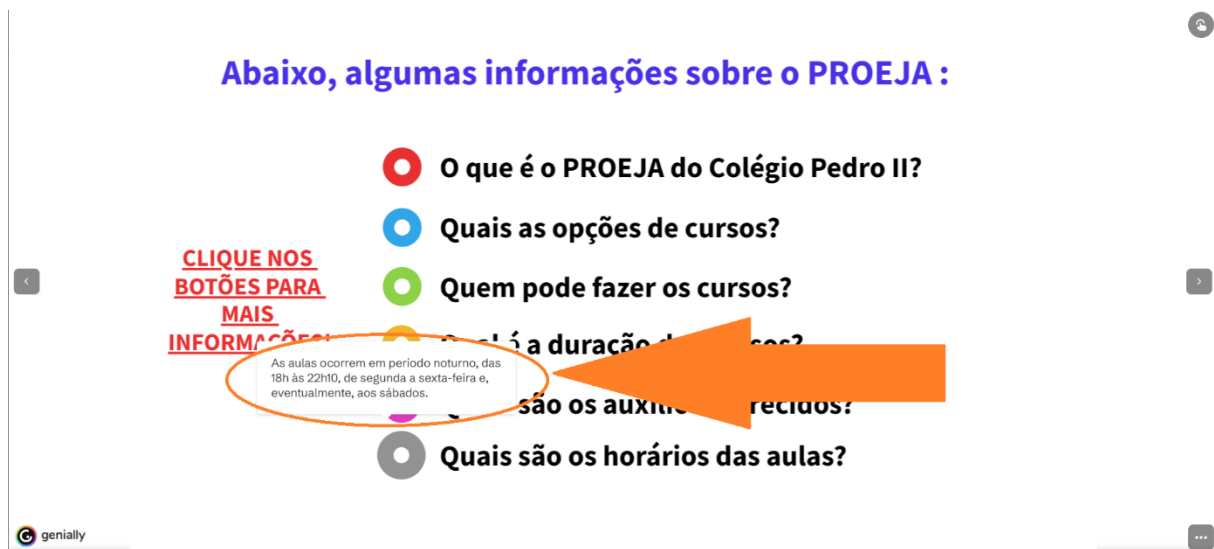 Abaixo, algumas informações sobre o PROEJA :
O que é o PROEJA do Colégio Pedro II?
Quais as opções de cursos?
Quem pode fazer os cursos?
CLIQUE NOS
BOTÕES PARA
MAIS
é a duração
As aulas ocorrem em período noturno, das
18h às 22h10, de segunda a sexta-feira e,
eventualmente, aos sábados.
são os
Quais são os horários das aulas?
genially